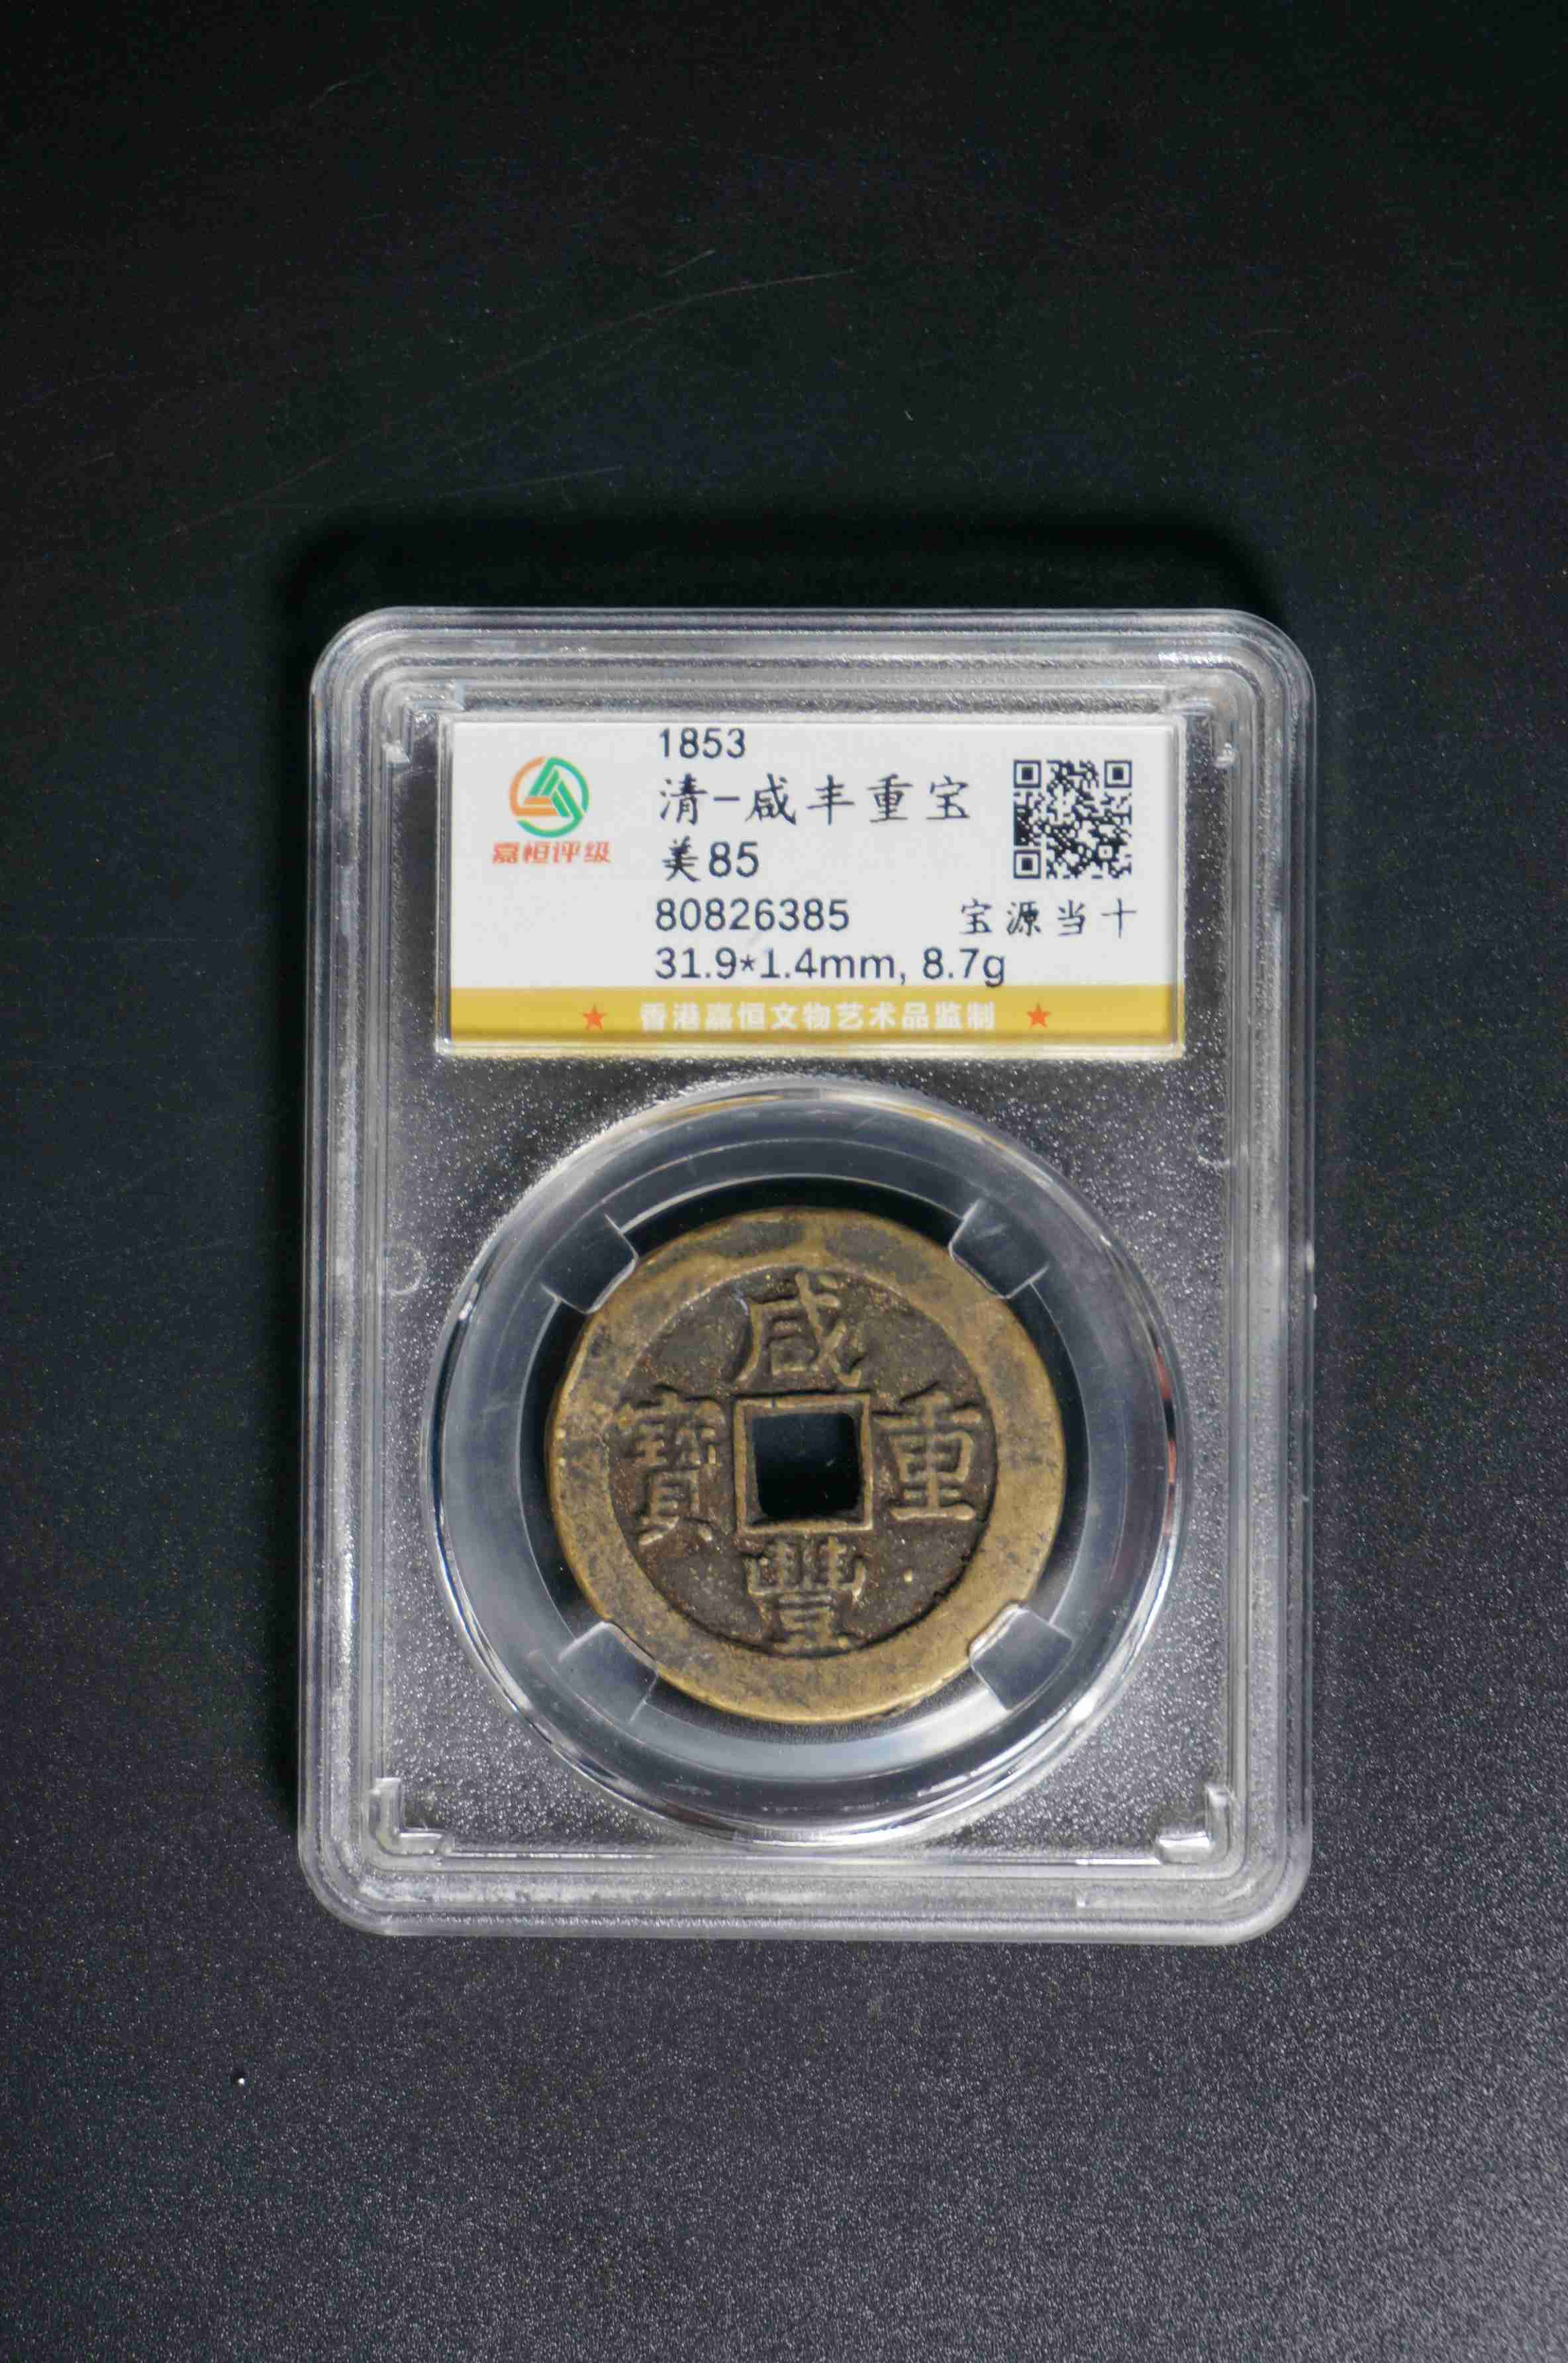 1853
清-咸丰重宝
美85
80826385 宝源当十
31.9*1.4mm, 8.7g
嘉恒评级
★ 香港嘉恒文物艺术品监制 ★
咸
豐
重
寶